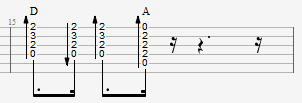 D A
15
2 2 2 0
3 3 3 2
2 2 2 2
0 0 0 2
0